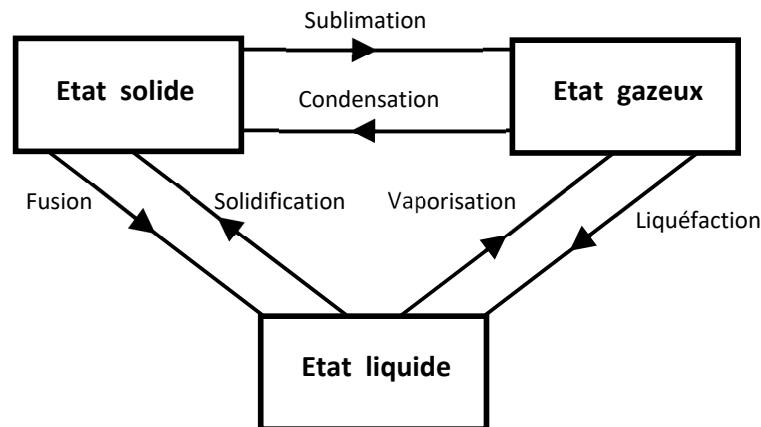 Sublimation
Etat solide
Condensation
Etat gazeux
Fusion
Solidification
Vaporisation
Liquéfaction
Etat liquide